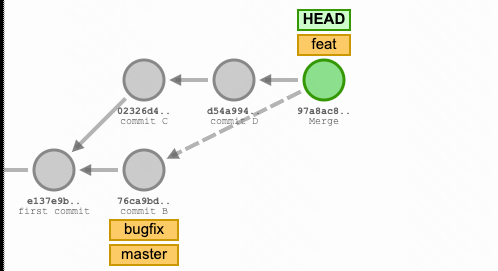 HEAD
feat
02326d4..
commit C
d54a994..
commit D
97a8ac8..
Merge
e137e9b..
first commit
76ca9bd..
commit B
bugfix
master